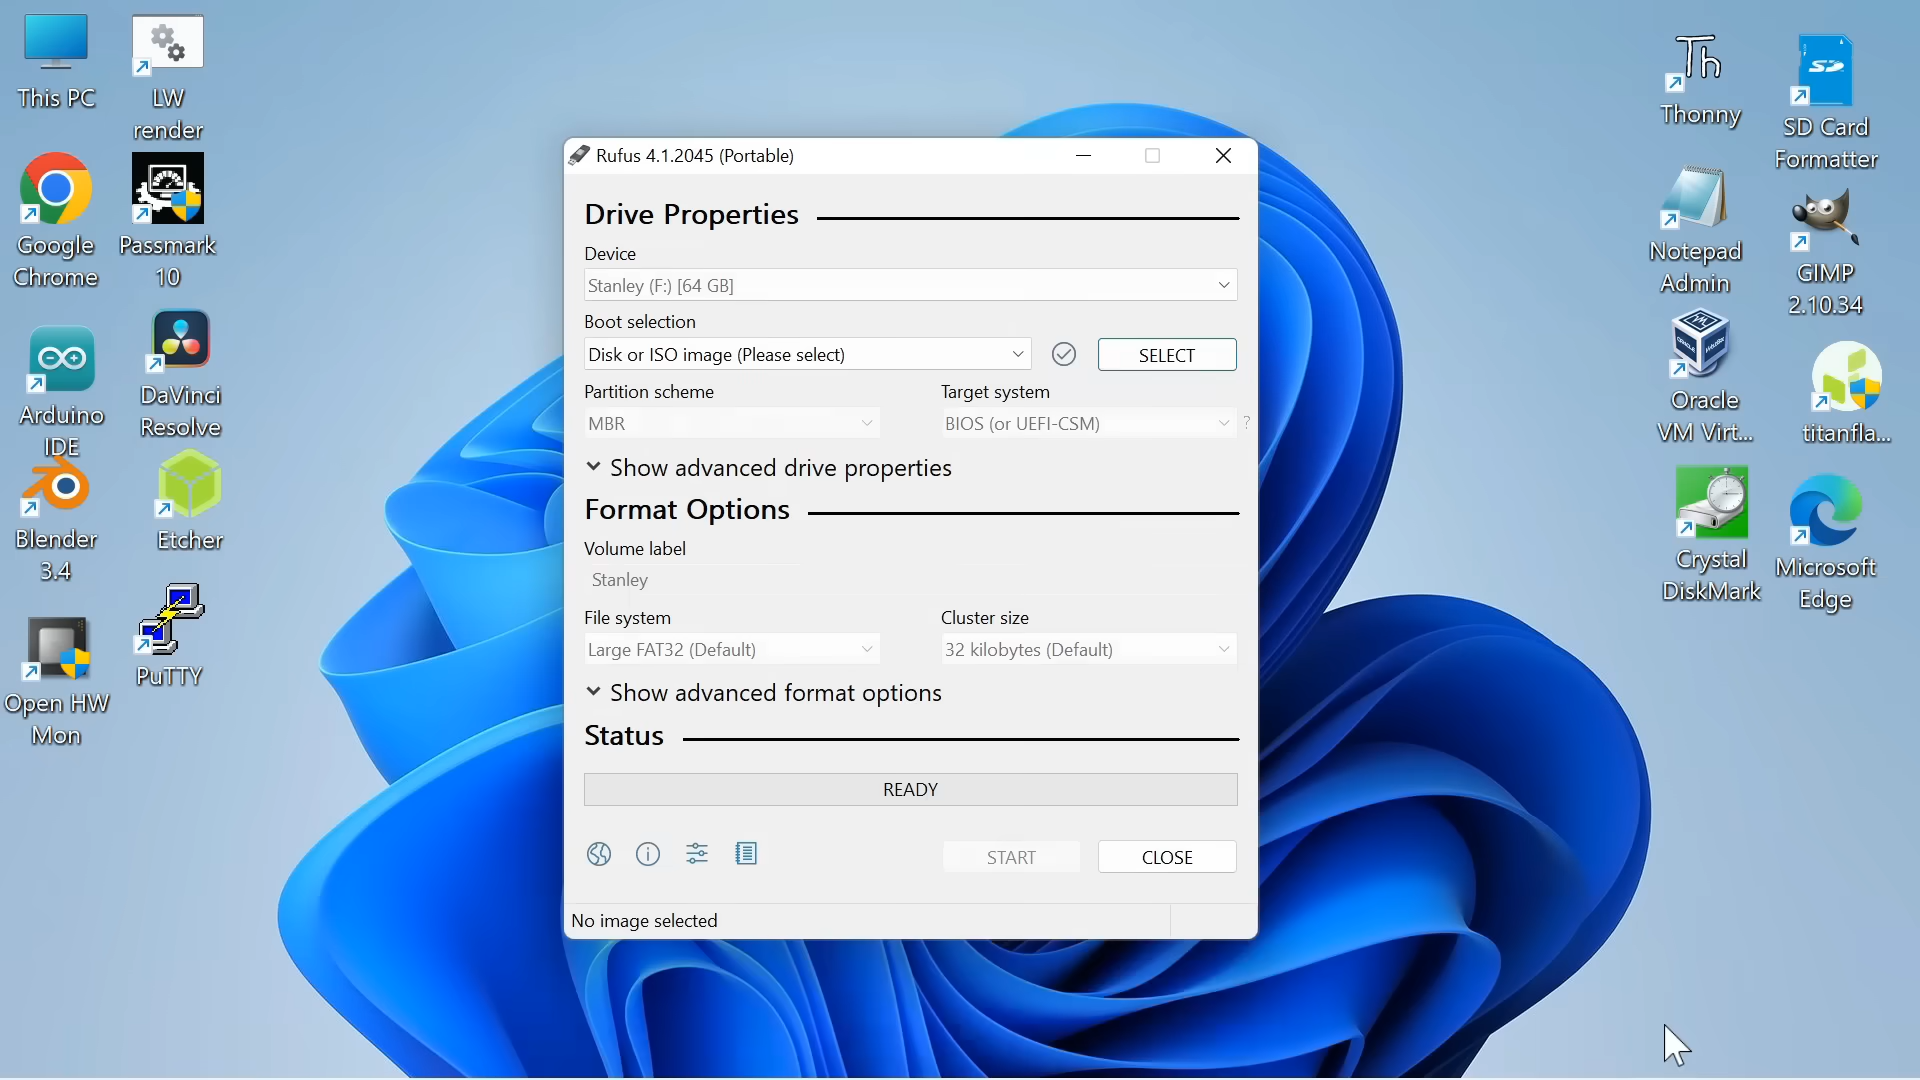 This PC
LW
render
Google
Chrome
Passmark
10
Arduino
IDE
DaVinci
Resolve
Blender
3.4
Etcher
Open HW
Mon
PuTTY
Rufus 4.1.2045 (Portable)
Drive Properties
Device
Stanley (F:) [64 GB]
Boot selection
Disk or ISO image (Please select)
SELECT
Partition scheme
Target system
MBR
BIOS (or UEFI-CSM)
?
Show advanced drive properties
Format Options
Volume label
Stanley
File system
Cluster size
Large FAT32 (Default)
32 kilobytes (Default)
Show advanced format options
Status
READY
START
CLOSE
No image selected
Th
Thonny
SD
SD Card
Formatter
Notepad
Admin
GIMP
2.10.34
Oracle
VM Virt...
titanfla...
Crystal
DiskMark
Microsoft
Edge